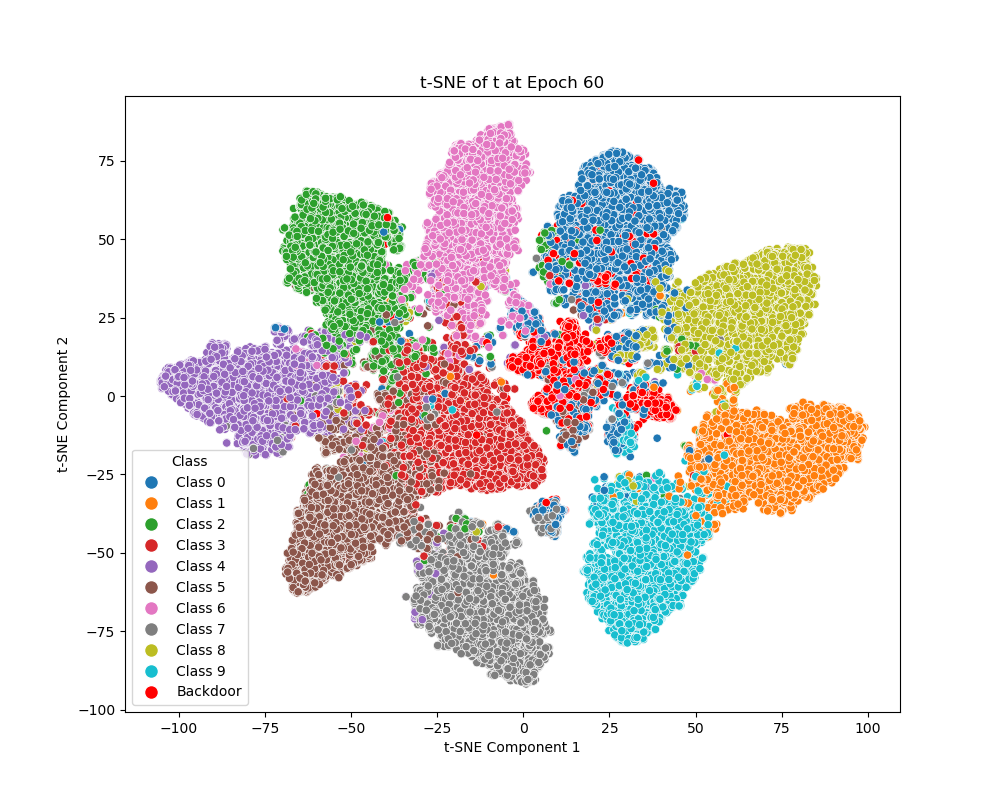 t-SNE of t at Epoch 60
75
50
25
0
−25
−50
−75
−100
t-SNE Component 2
Class
Class 0
Class 1
Class 2
Class 3
Class 4
Class 5
Class 6
Class 7
Class 8
Class 9
Backdoor
−100
−75
−50
−25
0
25
50
75
100
t-SNE Component 1